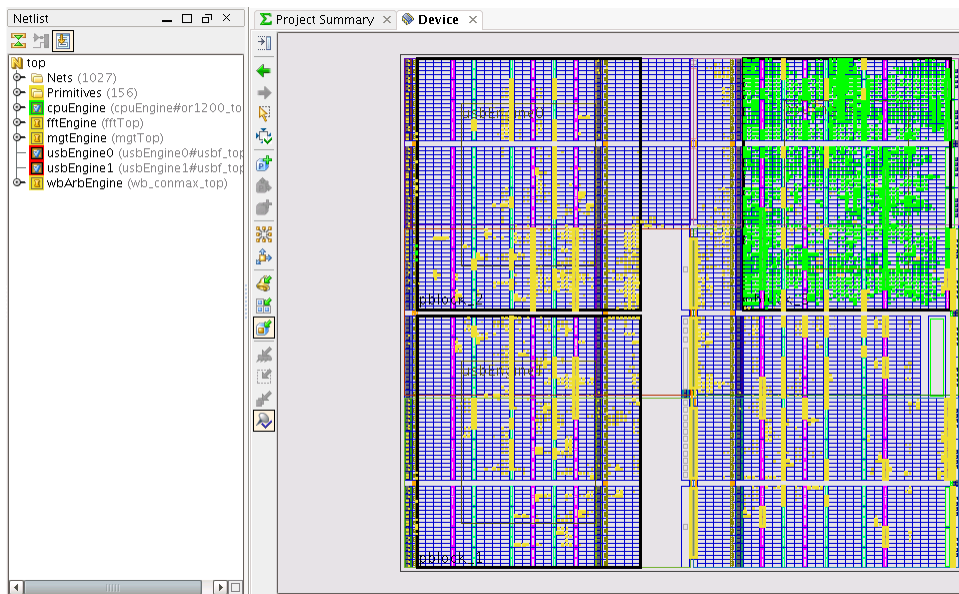 Netlist
Project Summary
Device
top
Nets (1027)
Primitives (156)
cpuEngine (cpuEngine#or1200_to
fftEngine (fftTop)
mgtEngine (mgtTop)
usbEngine0 (usbEngine0#usbf_top
usbEngine1 (usbEngine1#usbf_top
wbArbEngine (wb_conmax_top)
pblock_2
pblock_1